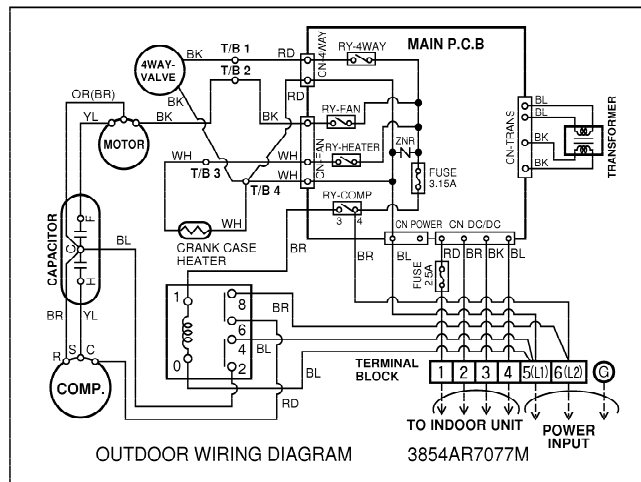 4WAY-
VALVE
BK
T/B 1
RD
RY-4WAY
MAIN P.C.B
CN-4WAY
T/B 2
BK
RD
OR(BR)
YL
MOTOR
BK
BK
RY-FAN
CN-FAN
WH
T/B 3
WH
T/B 4
WH
RY-HEATER
ZNR
FUSE
3.15A
CN-TRANS
BL
DL
BK
BK
TRANSFORMER
WH
WH
CRANK CASE
HEATER
RY-COMP
3 4
CN POWER
CN DC/DC
CAPACITOR
F
C
H
BL
BR
BR
BL
FUSE
2.5A
RD
BR
BK
BL
BR
YL
R
S
C
COMP.
1
0
8
6
4
2
BR
BL
BL
RD
TERMINAL
BLOCK
1 2 3 4 5(L1) 6(L2) G
TO INDOOR UNIT
POWER
INPUT
OUTDOOR WIRING DIAGRAM
3854AR7077M